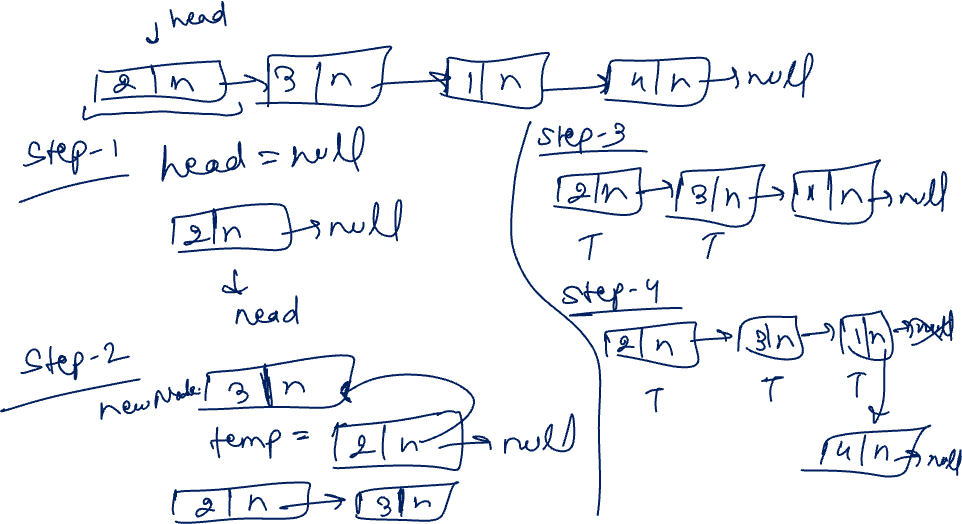 head
2 | n → 3 | n → 1 | n → 4 | n → null
Step-1 head = null
2 | n → null
head
Step-2
newNode: 3 | n
temp = 2 | n → null
2 | n → 3 | n
Step-3
2 | n → 3 | n → 1 | n → null
T T
Step-4
2 | n → 3 | n → 1 | n → null
T T T
4 | n → null